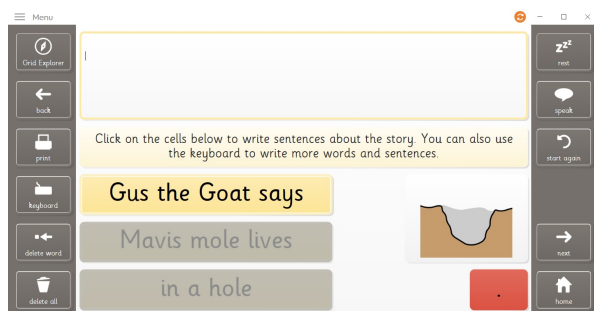 Menu
Grid Explorer
back
print
keyboard
delete word
delete all
Click on the cells below to write sentences about the story. You can also use
the keyboard to write more words and sentences.
Gus the Goat says
Mavis mole lives
in a hole
.
zzz
rest
speak
start again
next
home